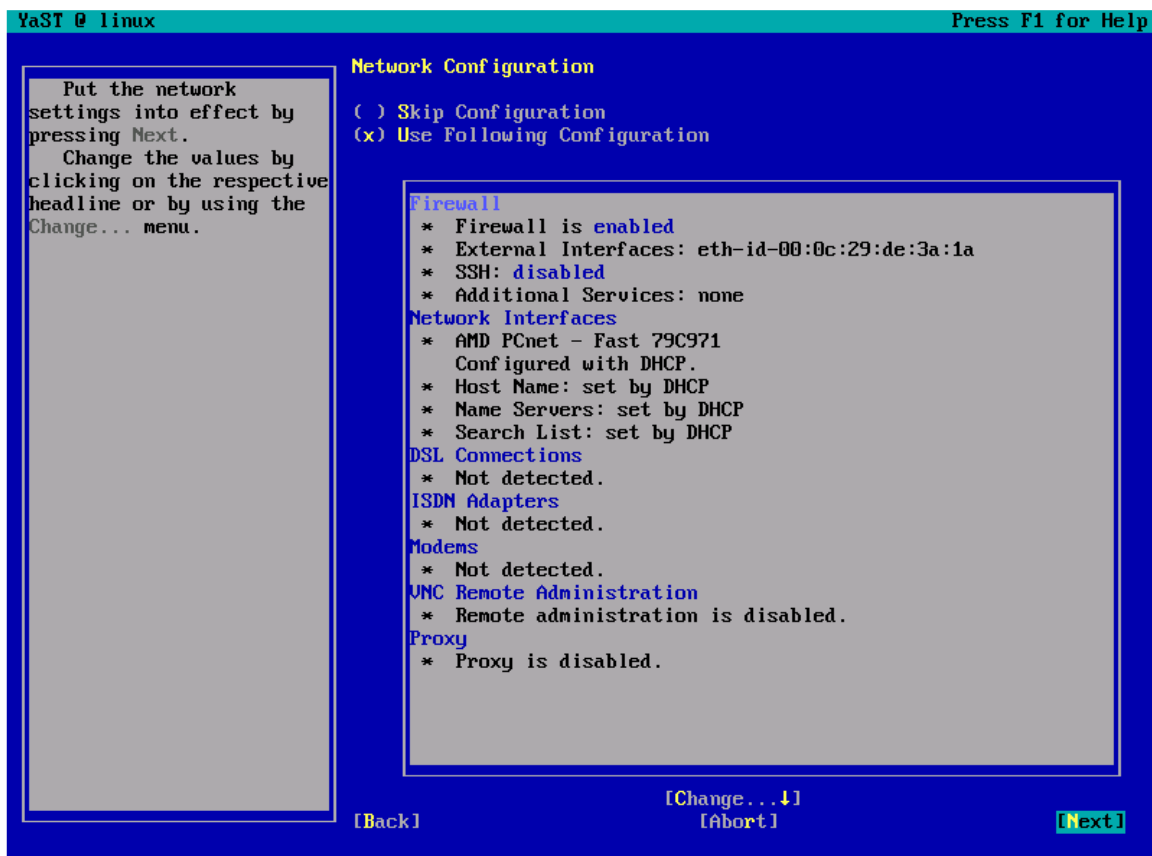 YaST @ linux Press F1 for Help
Put the network
settings into effect by
pressing Next.
Change the values by
clicking on the respective
headline or by using the
Change... menu.
Network Configuration
( ) Skip Configuration
(x) Use Following Configuration
Firewall
* Firewall is enabled
* External Interfaces: eth-id-00:0c:29:de:3a:1a
* SSH: disabled
* Additional Services: none
Network Interfaces
* AMD PCnet - Fast 79C971
Configured with DHCP.
* Host Name: set by DHCP
* Name Servers: set by DHCP
* Search List: set by DHCP
DSL Connections
* Not detected.
ISDN Adapters
* Not detected.
Modems
* Not detected.
VNC Remote Administration
* Remote administration is disabled.
Proxy
* Proxy is disabled.
[Change...↓]
[Back] [Abort] [Next]